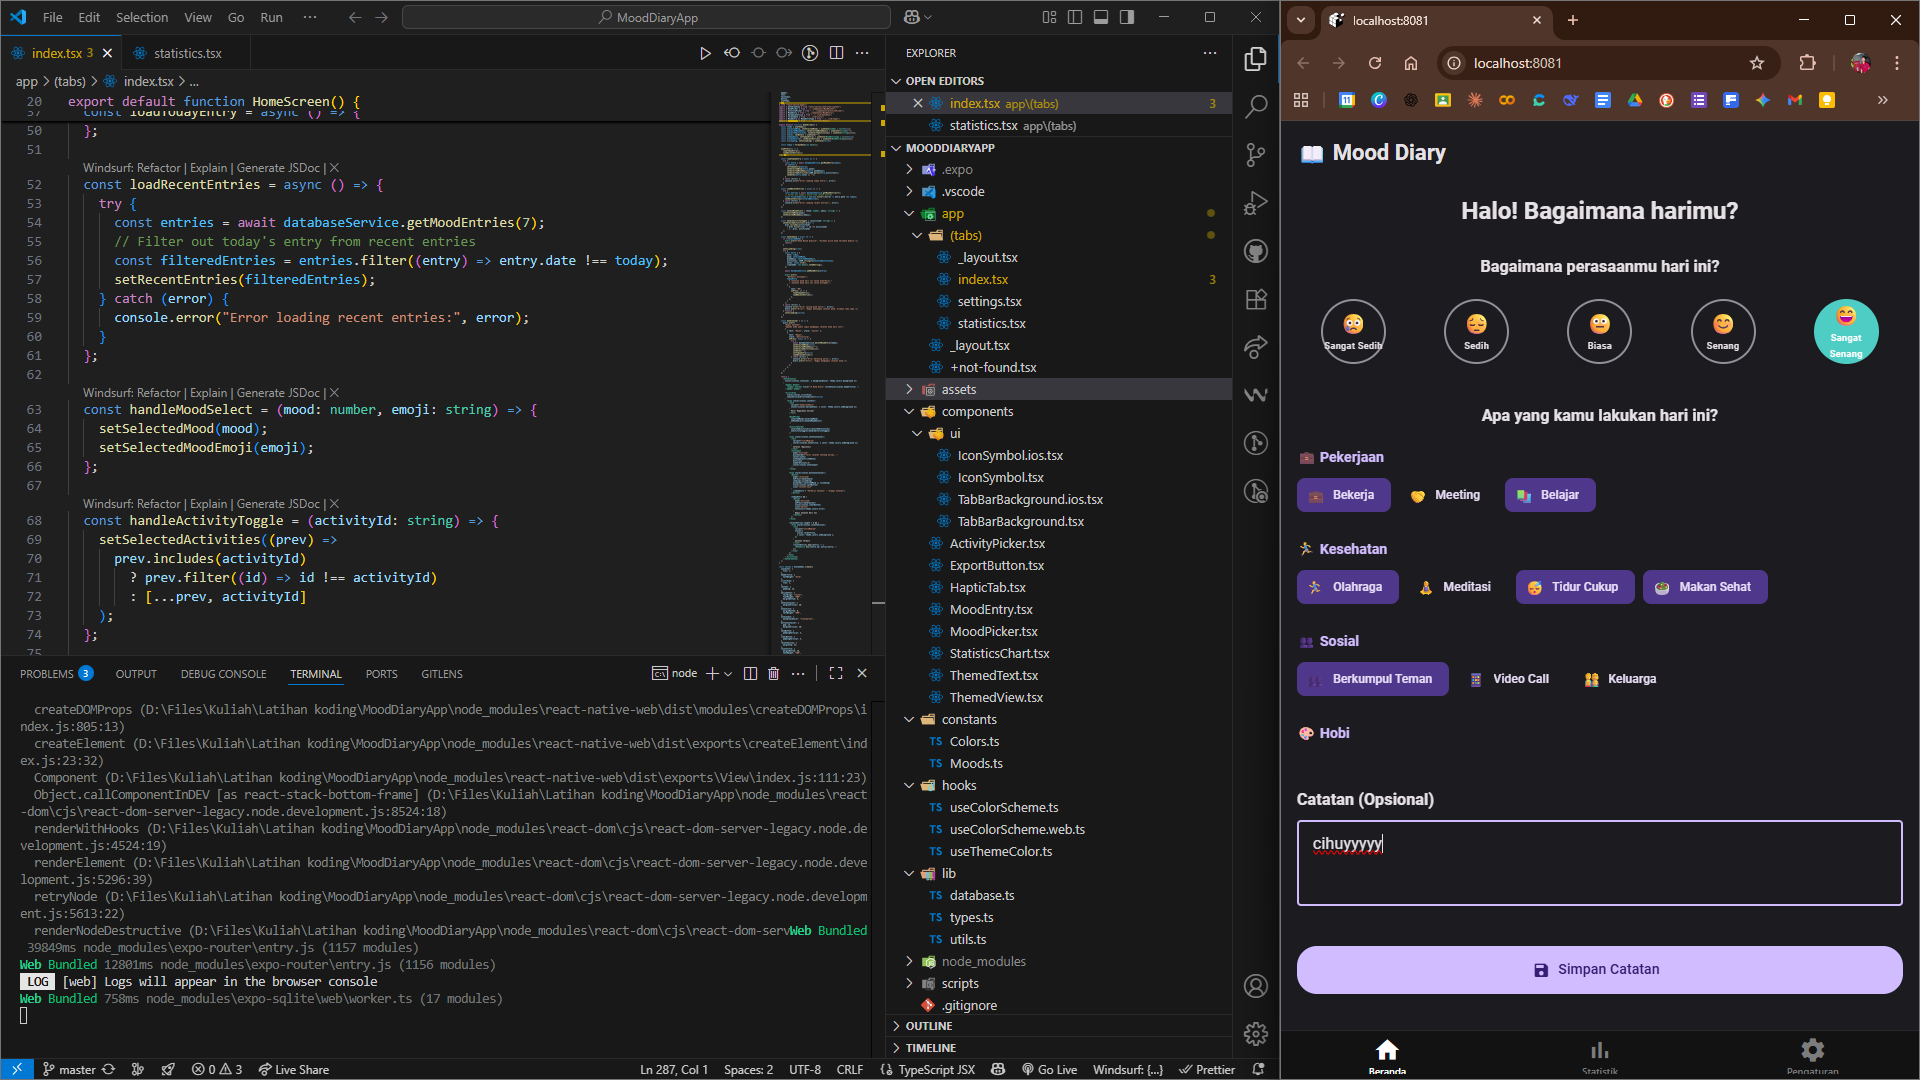 File Edit Selection View Go Run ··· MoodDiaryApp
index.tsx 3 statistics.tsx
app > (tabs) > index.tsx > ...
20 export default function HomeScreen() {
37 const loadTodayEntry = async () => {
50 };
51
Windsurf: Refactor | Explain | Generate JSDoc | X
52 const loadRecentEntries = async () => {
53 try {
54 const entries = await databaseService.getMoodEntries(7);
55 // Filter out today's entry from recent entries
56 const filteredEntries = entries.filter((entry) => entry.date !== today);
57 setRecentEntries(filteredEntries);
58 } catch (error) {
59 console.error("Error loading recent entries:", error);
60 }
61 };
62
Windsurf: Refactor | Explain | Generate JSDoc | X
63 const handleMoodSelect = (mood: number, emoji: string) => {
64 setSelectedMood(mood);
65 setSelectedMoodEmoji(emoji);
66 };
67
Windsurf: Refactor | Explain | Generate JSDoc | X
68 const handleActivityToggle = (activityId: string) => {
69 setSelectedActivities((prev) =>
70 prev.includes(activityId)
71 ? prev.filter((id) => id !== activityId)
72 : [...prev, activityId]
73 );
74 };
75
PROBLEMS 3 OUTPUT DEBUG CONSOLE TERMINAL PORTS GITLENS node
createDOMProps (D:\Files\Kuliah\Latihan koding\MoodDiaryApp\node_modules\react-native-web\dist\modules\createDOMProps\i
ndex.js:805:13)
createElement (D:\Files\Kuliah\Latihan koding\MoodDiaryApp\node_modules\react-native-web\dist\exports\createElement\ind
ex.js:23:32)
Component (D:\Files\Kuliah\Latihan koding\MoodDiaryApp\node_modules\react-native-web\dist\exports\View\index.js:111:23)
Object.callComponentInDEV [as react-stack-bottom-frame] (D:\Files\Kuliah\Latihan koding\MoodDiaryApp\node_modules\react
-dom\cjs\react-dom-server-legacy.node.development.js:8524:18)
renderWithHooks (D:\Files\Kuliah\Latihan koding\MoodDiaryApp\node_modules\react-dom\cjs\react-dom-server-legacy.node.de
velopment.js:4524:19)
renderElement (D:\Files\Kuliah\Latihan koding\MoodDiaryApp\node_modules\react-dom\cjs\react-dom-server-legacy.node.deve
lopment.js:5296:39)
retryNode (D:\Files\Kuliah\Latihan koding\MoodDiaryApp\node_modules\react-dom\cjs\react-dom-server-legacy.node.developm
ent.js:5613:22)
renderNodeDestructive (D:\Files\Kuliah\Latihan koding\MoodDiaryApp\node_modules\react-dom\cjs\react-dom-servWeb Bundled
39849ms node_modules\expo-router\entry.js (1157 modules)
Web Bundled 12801ms node_modules\expo-router\entry.js (1156 modules)
LOG [web] Logs will appear in the browser console
Web Bundled 758ms node_modules\expo-sqlite\web\worker.ts (17 modules)
EXPLORER
OPEN EDITORS
index.tsx app\(tabs) 3
statistics.tsx app\(tabs)
MOODDIARYAPP
.expo
.vscode
app
(tabs)
_layout.tsx
index.tsx 3
settings.tsx
statistics.tsx
_layout.tsx
+not-found.tsx
assets
components
ui
IconSymbol.ios.tsx
IconSymbol.tsx
TabBarBackground.ios.tsx
TabBarBackground.tsx
ActivityPicker.tsx
ExportButton.tsx
HapticTab.tsx
MoodEntry.tsx
MoodPicker.tsx
StatisticsChart.tsx
ThemedText.tsx
ThemedView.tsx
constants
TS Colors.ts
TS Moods.ts
hooks
useColorScheme.ts
useColorScheme.web.ts
useThemeColor.ts
lib
TS database.ts
TS types.ts
TS utils.ts
node_modules
scripts
.gitignore
OUTLINE
TIMELINE
master 0 3 Live Share Ln 287, Col 1 Spaces: 2 UTF-8 CRLF TypeScript JSX Go Live Windsurf: {...} Prettier
localhost:8081
localhost:8081
Mood Diary
Halo! Bagaimana harimu?
Bagaimana perasaanmu hari ini?
Sangat Sedih Sedih Biasa Senang Sangat Senang
Apa yang kamu lakukan hari ini?
Pekerjaan
Bekerja Meeting Belajar
Kesehatan
Olahraga Meditasi Tidur Cukup Makan Sehat
Sosial
Berkumpul Teman Video Call Keluarga
Hobi
Catatan (Opsional)
cihuyyyyy
Simpan Catatan
Beranda Statistik Pengaturan